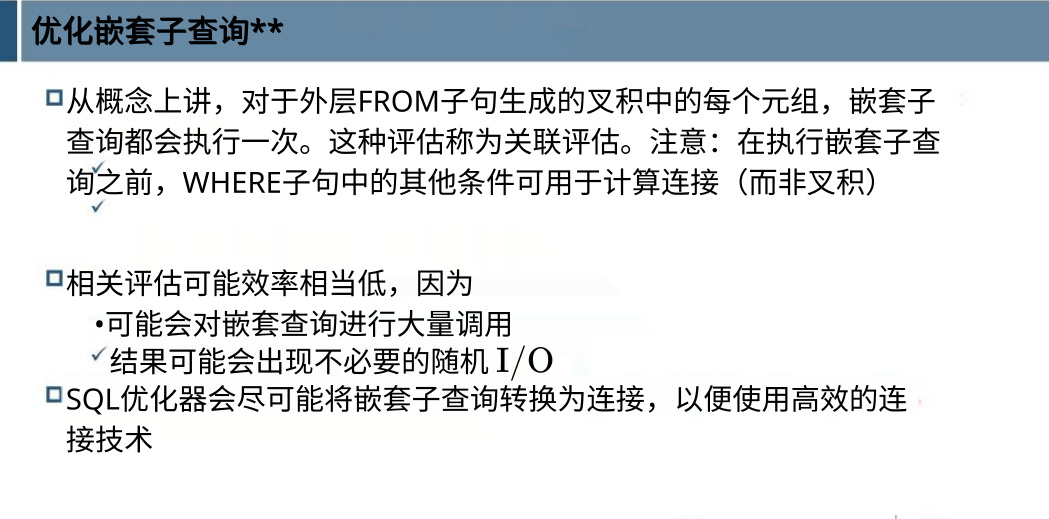 优化嵌套子查询**
从概念上讲，对于外层FROM子句生成的叉积中的每个元组，嵌套子
查询都会执行一次。这种评估称为关联评估。注意：在执行嵌套子查
询之前，WHERE子句中的其他条件可用于计算连接（而非叉积）
相关评估可能效率相当低，因为
•可能会对嵌套查询进行大量调用
结果可能会出现不必要的随机 I/O
SQL优化器会尽可能将嵌套子查询转换为连接，以便使用高效的连
接技术